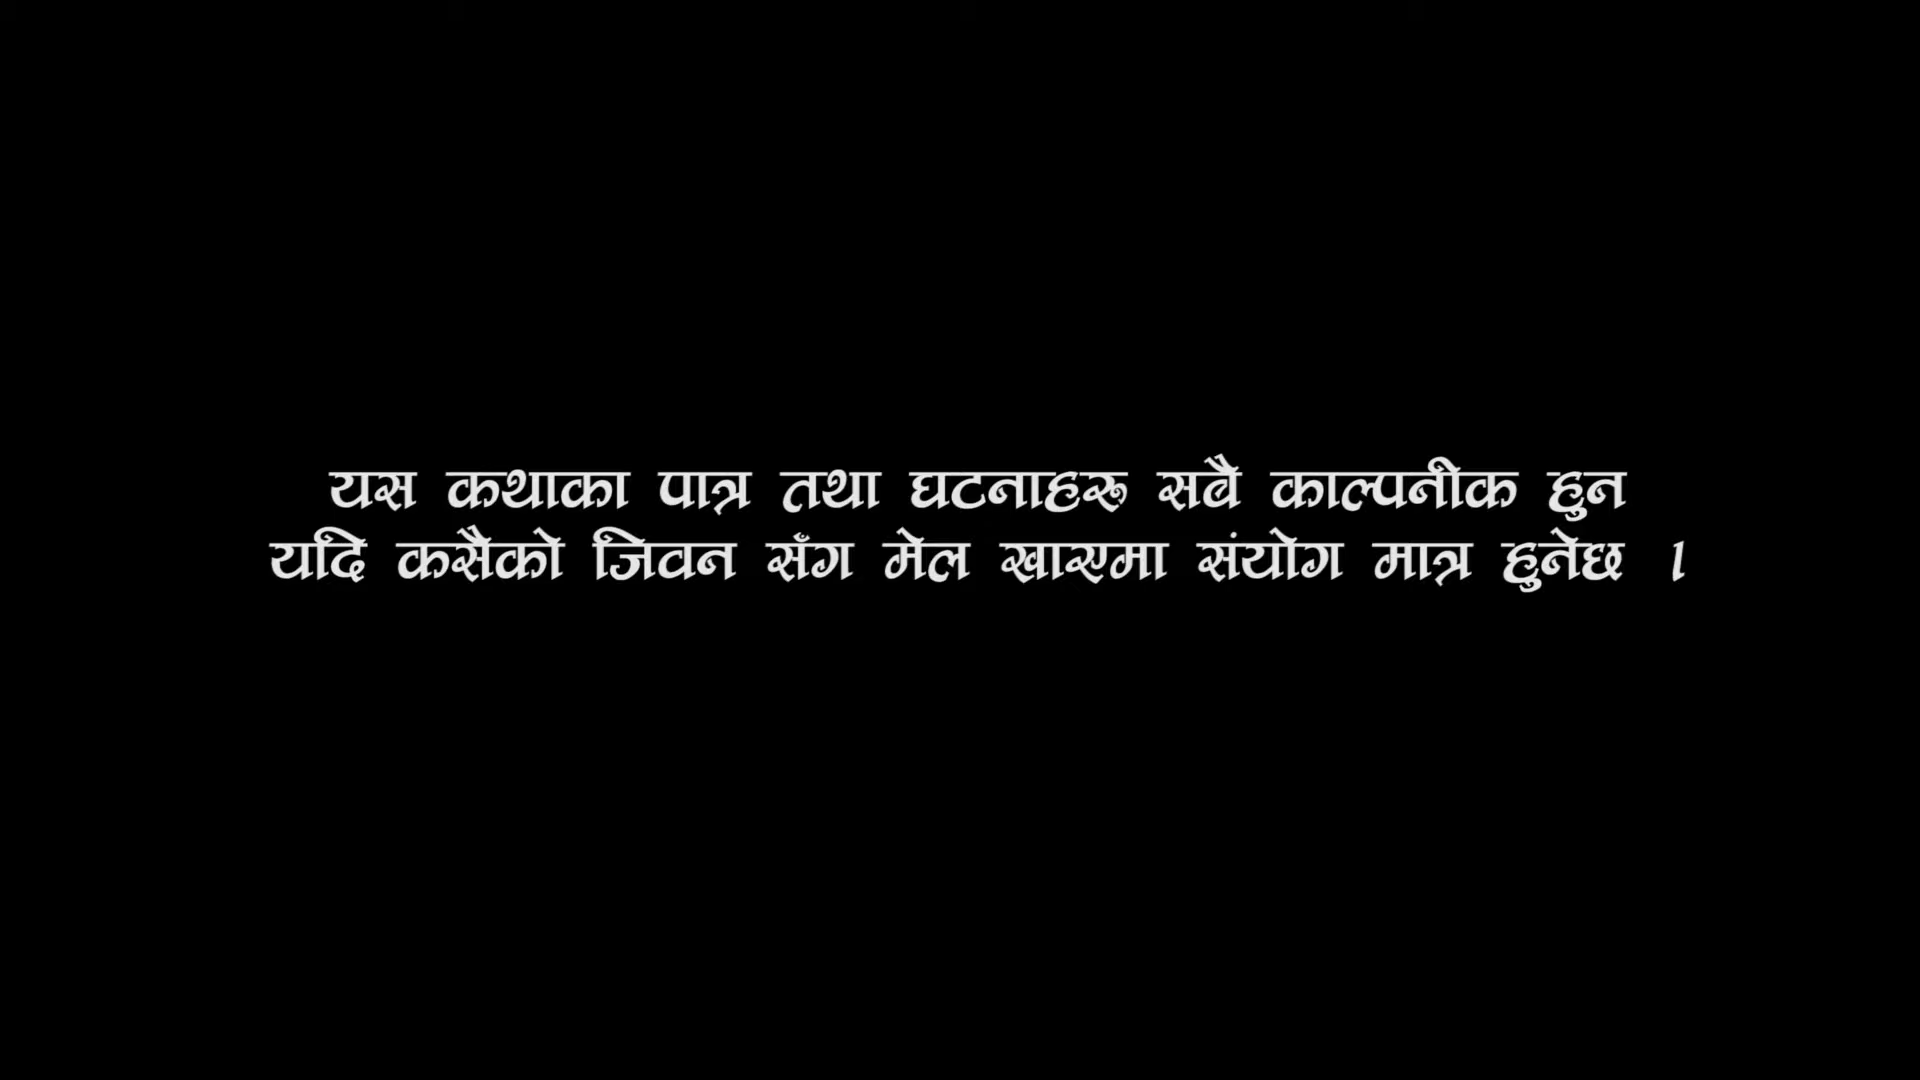 यस कथाका पात्र तथा घटनाहरू सबै काल्पनीक हुन
यदि कसैको जिवन सँग मेल खाएमा संयोग मात्र हुनेछ ।